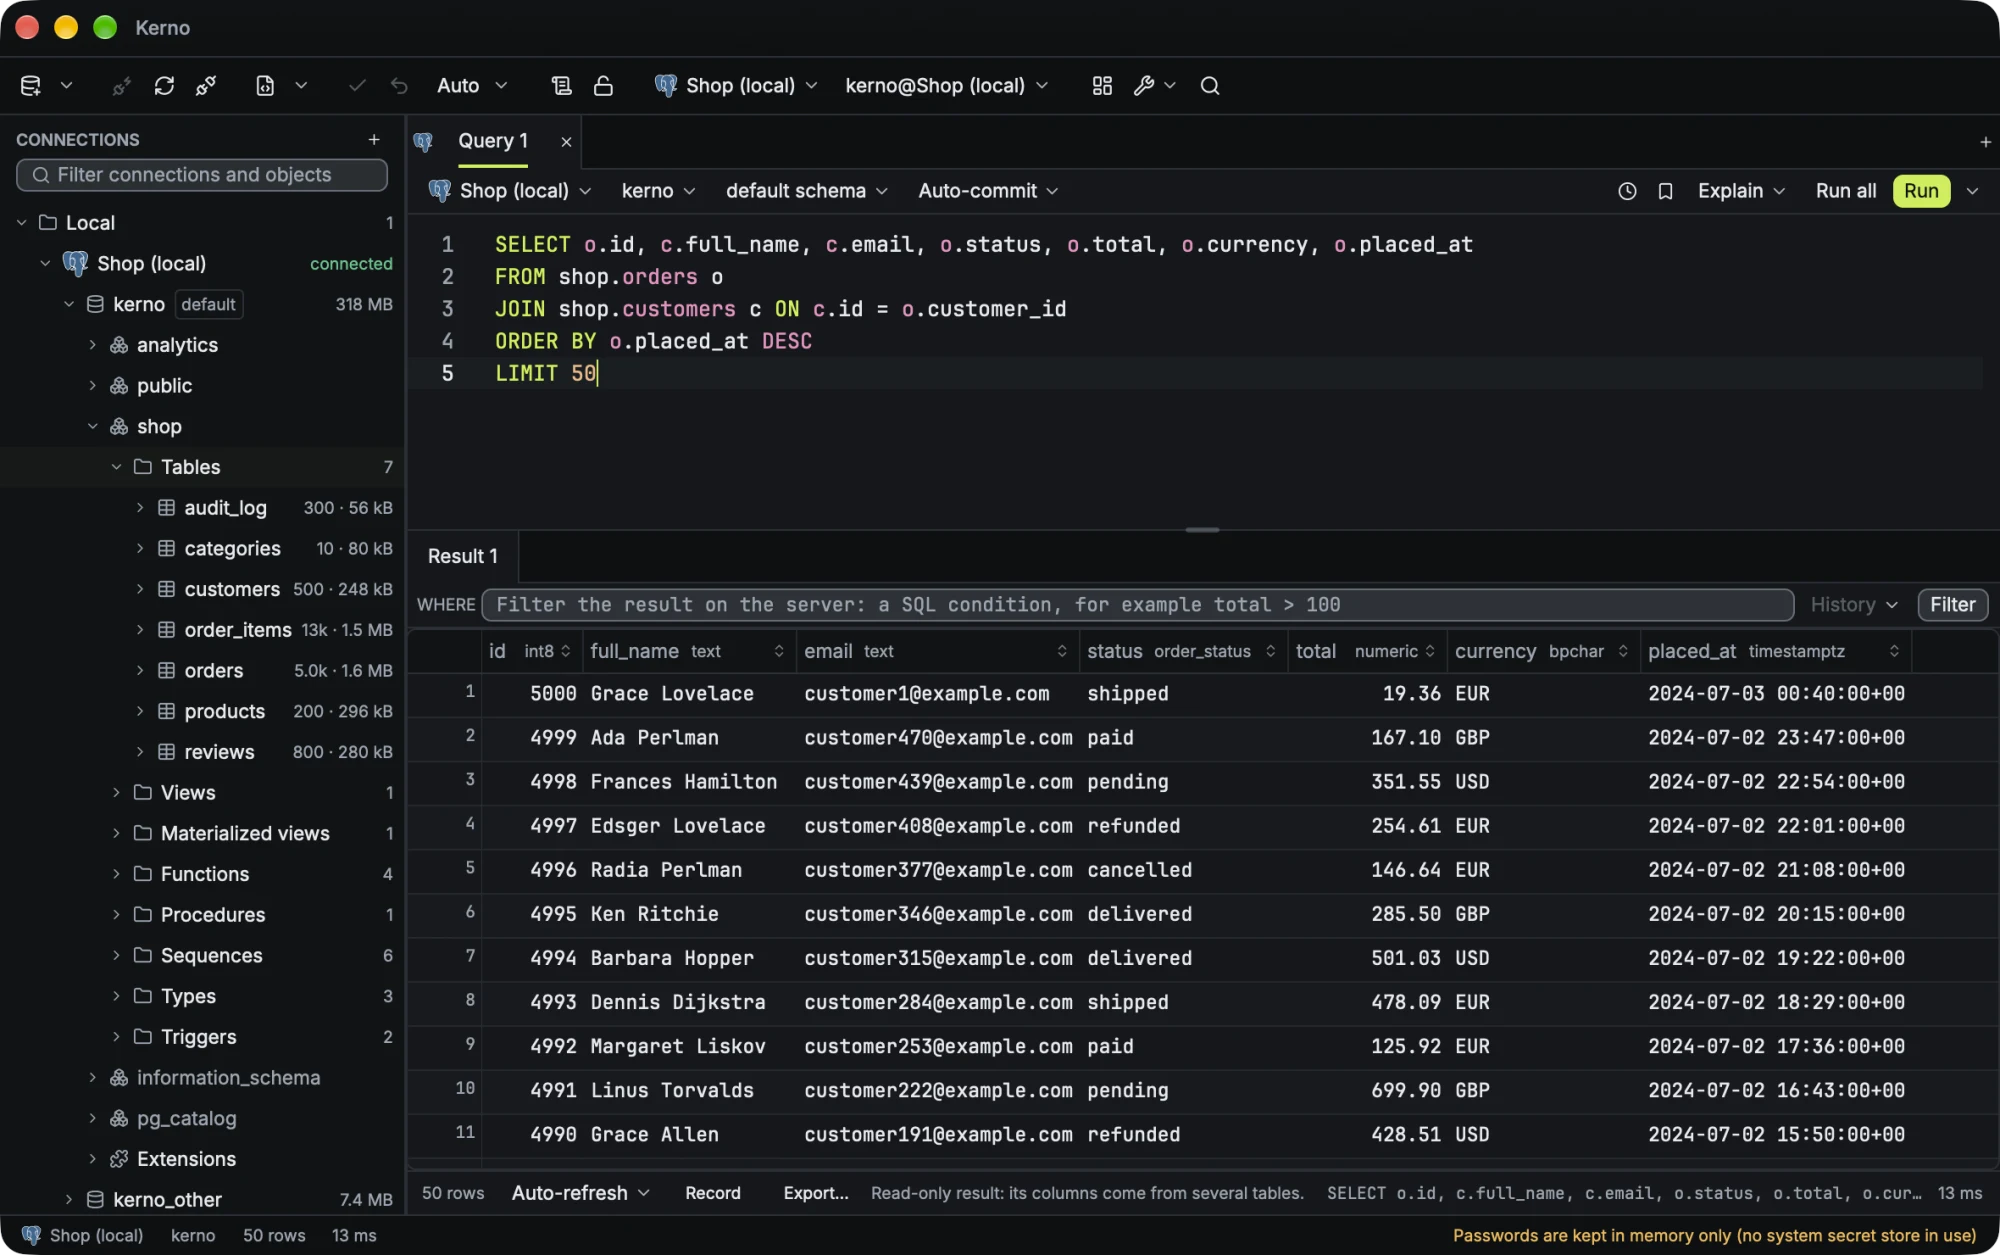 Kerno
Auto
Shop (local)
kerno@Shop (local)
CONNECTIONS
Filter connections and objects
Local 1
Shop (local) connected
kerno default 318 MB
analytics
public
shop
Tables 7
audit_log 300 · 56 kB
categories 10 · 80 kB
customers 500 · 248 kB
order_items 13k · 1.5 MB
orders 5.0k · 1.6 MB
products 200 · 296 kB
reviews 800 · 280 kB
Views 1
Materialized views 1
Functions 4
Procedures 1
Sequences 6
Types 3
Triggers 2
information_schema
pg_catalog
Extensions
kerno_other 7.4 MB
Query 1
Shop (local) kerno default schema Auto-commit Explain Run all Run
1 SELECT o.id, c.full_name, c.email, o.status, o.total, o.currency, o.placed_at
2 FROM shop.orders o
3 JOIN shop.customers c ON c.id = o.customer_id
4 ORDER BY o.placed_at DESC
5 LIMIT 50
Result 1
WHERE Filter the result on the server: a SQL condition, for example total > 100 History Filter
id int8 full_name text email text status order_status total numeric currency bpchar placed_at timestamptz
1 5000 Grace Lovelace customer1@example.com shipped 19.36 EUR 2024-07-03 00:40:00+00
2 4999 Ada Perlman customer470@example.com paid 167.10 GBP 2024-07-02 23:47:00+00
3 4998 Frances Hamilton customer439@example.com pending 351.55 USD 2024-07-02 22:54:00+00
4 4997 Edsger Lovelace customer408@example.com refunded 254.61 EUR 2024-07-02 22:01:00+00
5 4996 Radia Perlman customer377@example.com cancelled 146.64 EUR 2024-07-02 21:08:00+00
6 4995 Ken Ritchie customer346@example.com delivered 285.50 GBP 2024-07-02 20:15:00+00
7 4994 Barbara Hopper customer315@example.com delivered 501.03 USD 2024-07-02 19:22:00+00
8 4993 Dennis Dijkstra customer284@example.com shipped 478.09 EUR 2024-07-02 18:29:00+00
9 4992 Margaret Liskov customer253@example.com paid 125.92 EUR 2024-07-02 17:36:00+00
10 4991 Linus Torvalds customer222@example.com pending 699.90 GBP 2024-07-02 16:43:00+00
11 4990 Grace Allen customer191@example.com refunded 428.51 USD 2024-07-02 15:50:00+00
50 rows Auto-refresh Record Export... Read-only result: its columns come from several tables. SELECT o.id, c.full_name, c.email, o.status, o.total, o.cur… 13 ms
Shop (local) kerno 50 rows 13 ms Passwords are kept in memory only (no system secret store in use)